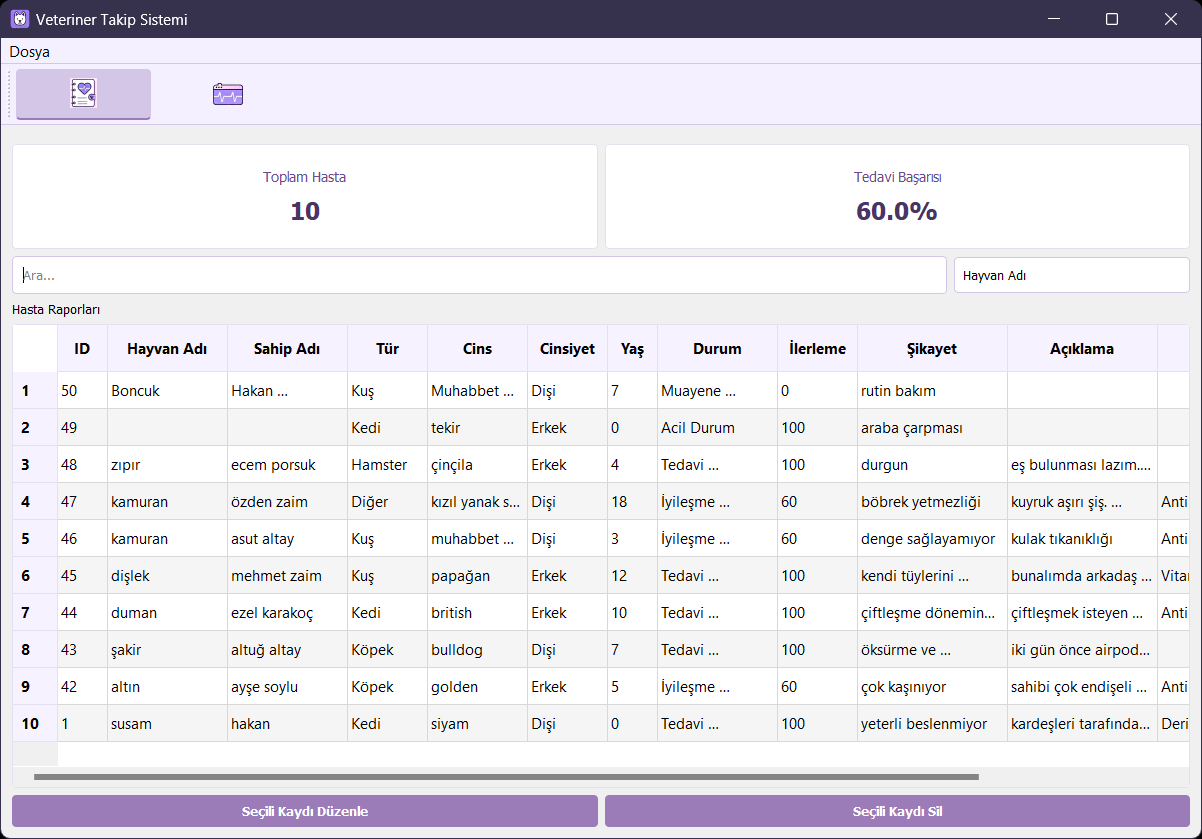 Veteriner Takip Sistemi
Dosya
Toplam Hasta
10
Tedavi Başarısı
60.0%
Ara...
Hayvan Adı
Hasta Raporları
ID Hayvan Adı Sahip Adı Tür Cins Cinsiyet Yaş Durum İlerleme Şikayet Açıklama
1 50 Boncuk Hakan ... Kuş Muhabbet ... Dişi 7 Muayene ... 0 rutin bakım
2 49 Kedi tekir Erkek 0 Acil Durum 100 araba çarpması
3 48 zıpır ecem porsuk Hamster çinçila Erkek 4 Tedavi ... 100 durgun eş bulunması lazım....
4 47 kamuran özden zaim Diğer kızıl yanak s... Dişi 18 İyileşme ... 60 böbrek yetmezliği kuyruk aşırı şiş. ... Anti
5 46 kamuran asut altay Kuş muhabbet ... Dişi 3 İyileşme ... 60 denge sağlayamıyor kulak tıkanıklığı Anti
6 45 dişlek mehmet zaim Kuş papağan Erkek 12 Tedavi ... 100 kendi tüylerini ... bunalımda arkadaş ... Vita
7 44 duman ezel karakoç Kedi british Erkek 10 Tedavi ... 100 çiftleşme dönemin... çiftleşmek isteyen ... Anti
8 43 şakir altuğ altay Köpek bulldog Dişi 7 Tedavi ... 100 öksürme ve ... iki gün önce airpod...
9 42 altın ayşe soylu Köpek golden Erkek 5 İyileşme ... 60 çok kaşınıyor sahibi çok endişeli ... Anti
10 1 susam hakan Kedi siyam Dişi 0 Tedavi ... 100 yeterli beslenmiyor kardeşleri tarafında... Deri
Seçili Kaydı Düzenle
Seçili Kaydı Sil